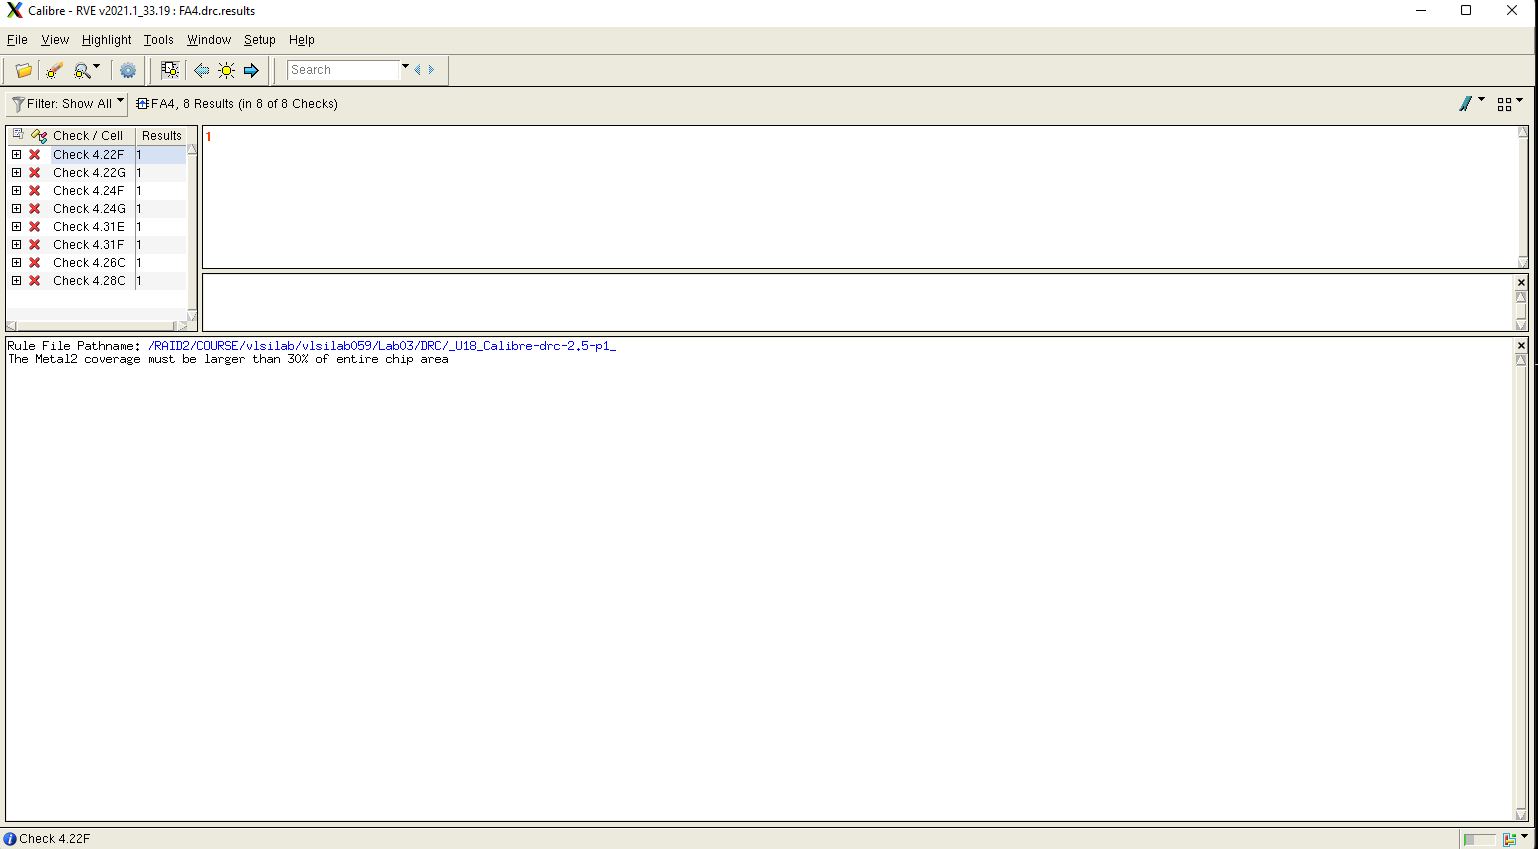 Calibre - RVE v2021.1_33.19 : FA4.drc.results
File View Highlight Tools Window Setup Help
Search
Filter: Show All FA4, 8 Results (in 8 of 8 Checks)
Check / Cell Results
Check 4.22F 1
Check 4.22G 1
Check 4.24F 1
Check 4.24G 1
Check 4.31E 1
Check 4.31F 1
Check 4.26C 1
Check 4.28C 1
1
Rule File Pathname: /RAID2/COURSE/vlsilab/vlsilab059/Lab03/DRC/_U18_Calibre-drc-2.5-p1_
The Metal2 coverage must be larger than 30% of entire chip area
Check 4.22F